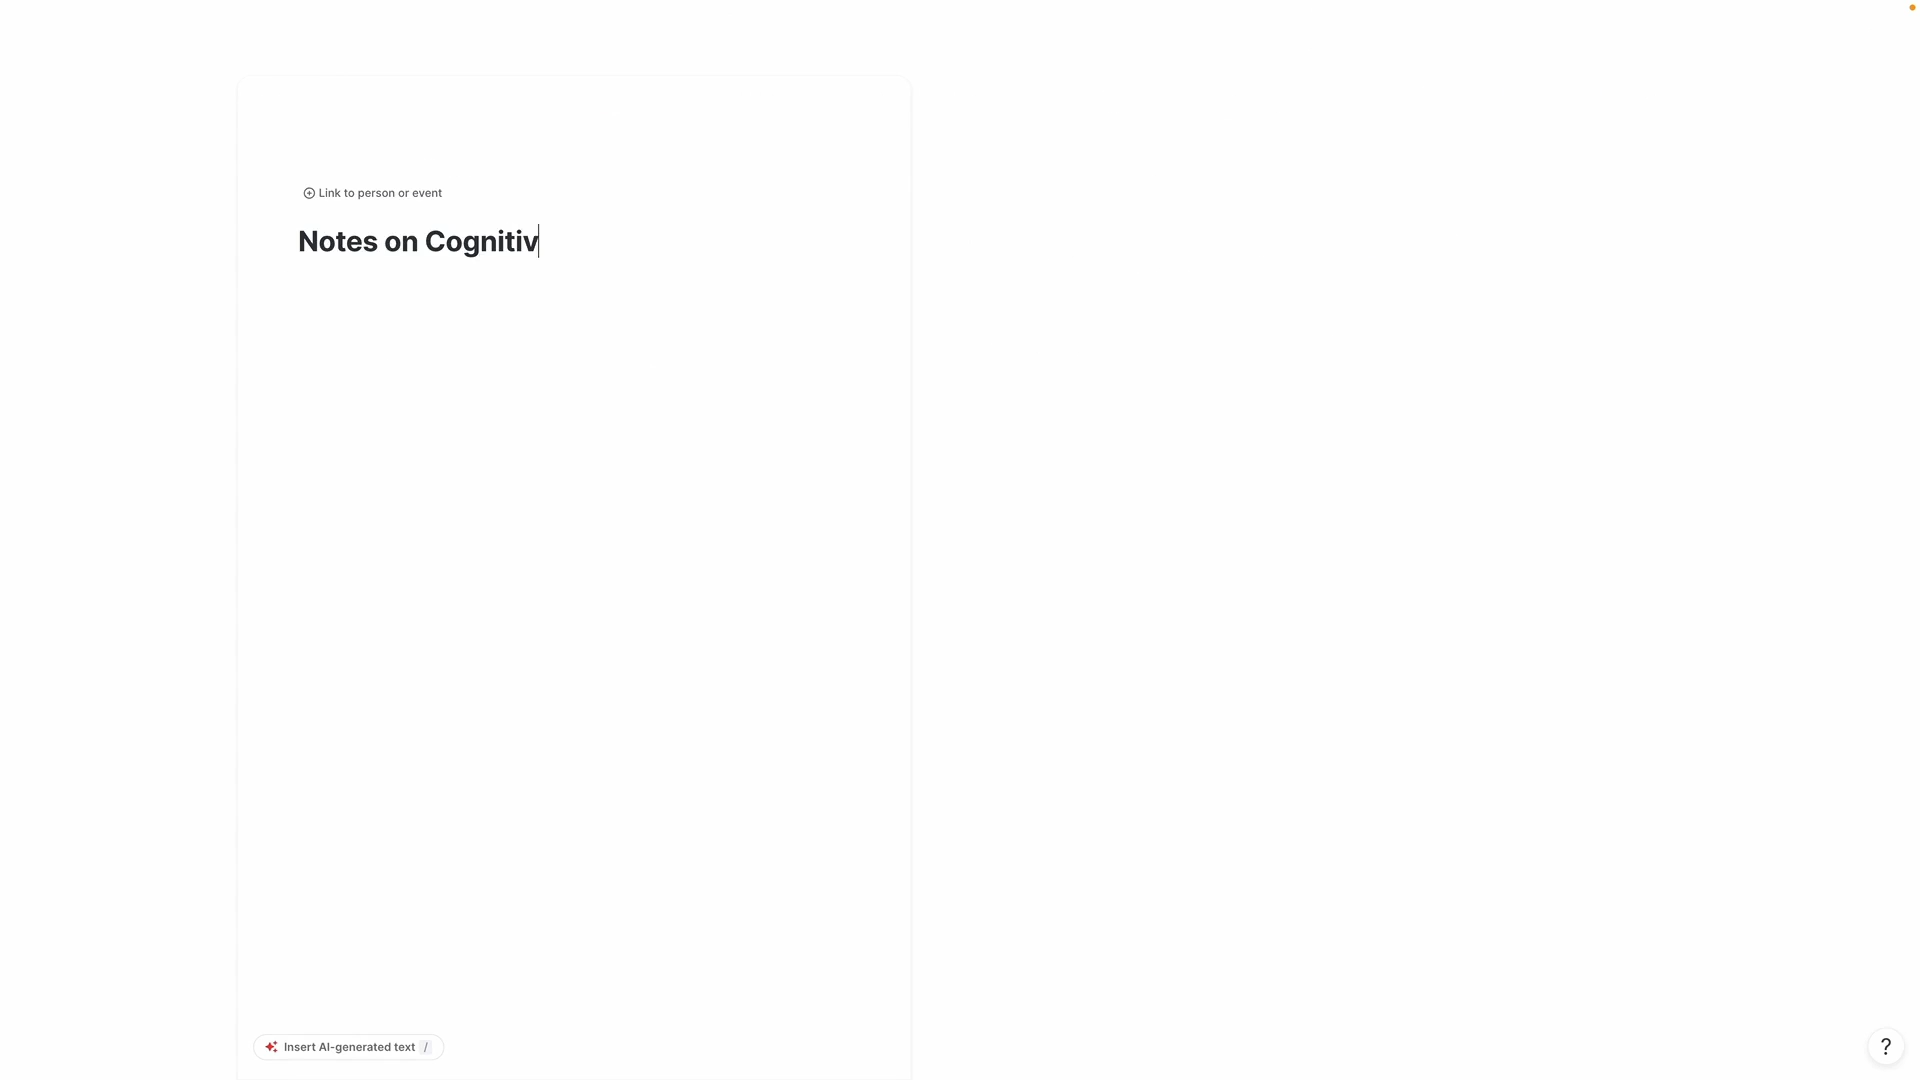 Link to person or event
Notes on Cognitiv
Insert AI-generated text /
?